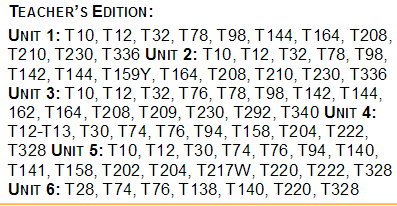 TEACHER'S EDITION:
UNIT 1: T10, T12, T32, T78, T98, T144, T164, T208,
T210, T230, T336 UNIT 2: T10, T12, T32, T78, T98,
T142, T144, T159Y, T164, T208, T210, T230, T336
UNIT 3: T10, T12, T32, T76, T78, T98, T142, T144,
162, T164, T208, T209, T230, T292, T340 UNIT 4:
T12-T13, T30, T74, T76, T94, T158, T204, T222,
T328 UNIT 5: T10, T12, T30, T74, T76, T94, T140,
T141, T158, T202, T204, T217W, T220, T222, T328
UNIT 6: T28, T74, T76, T138, T140, T220, T328